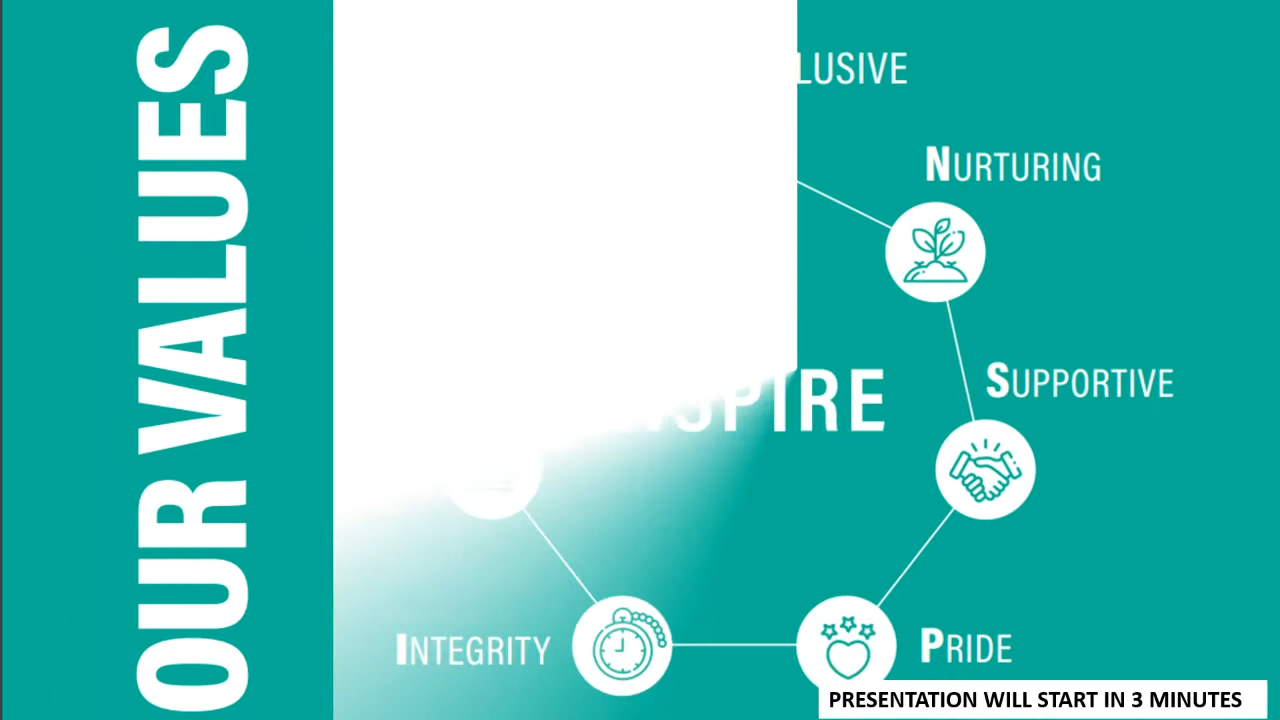 OUR VALUES
LUSIVE
NURTURING
SUPPORTIVE
SPIRE
INTEGRITY
PRIDE
PRESENTATION WILL START IN 3 MINUTES